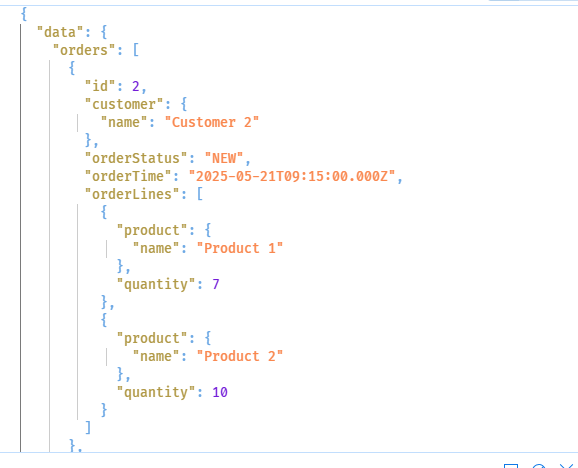 {
"data": {
"orders": [
{
"id": 2,
"customer": {
"name": "Customer 2"
},
"orderStatus": "NEW",
"orderTime": "2025-05-21T09:15:00.000Z",
"orderLines": [
{
"product": {
"name": "Product 1"
},
"quantity": 7
},
{
"product": {
"name": "Product 2"
},
"quantity": 10
}
]
},